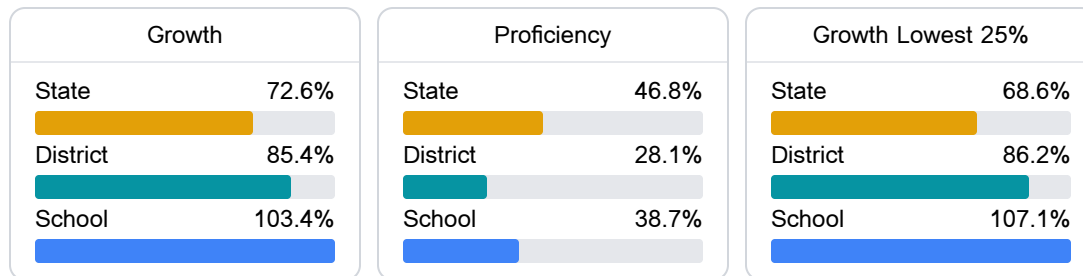 Growth
State 72.6%
District 85.4%
School 103.4%
Proficiency
State 46.8%
District 28.1%
School 38.7%
Growth Lowest 25%
State 68.6%
District 86.2%
School 107.1%